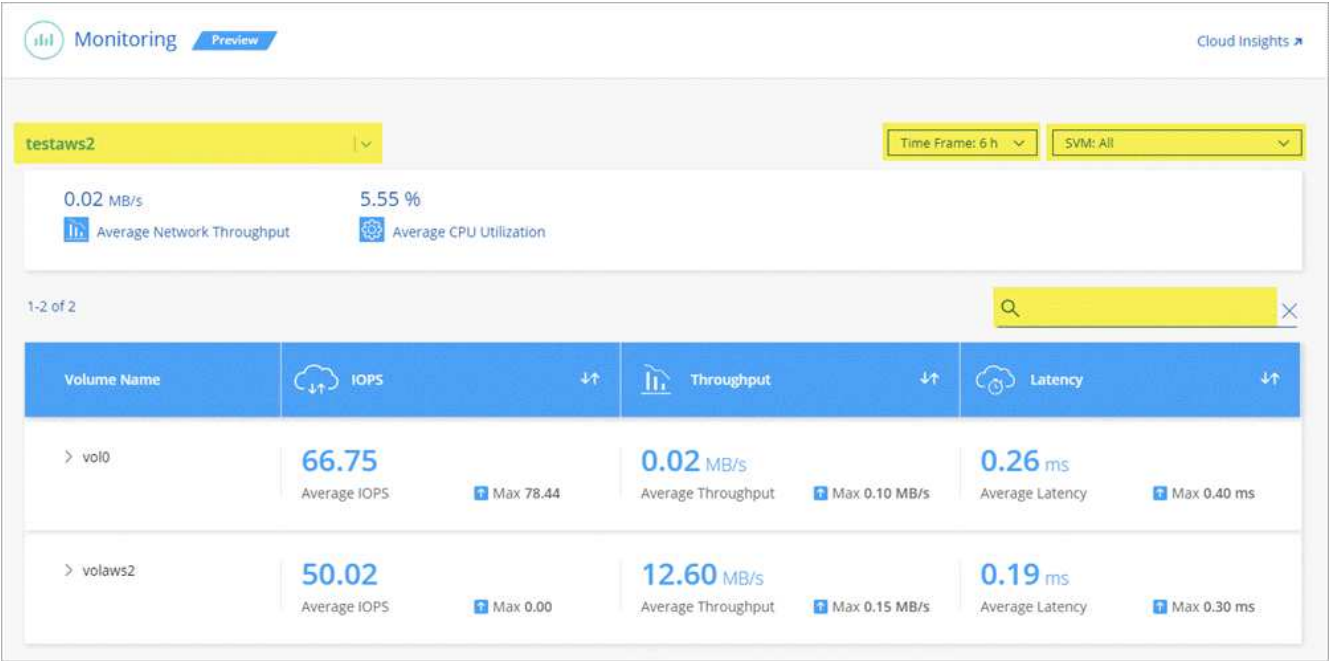 Monitoring Preview Cloud Insights
testaws2 Time Frame: 6 h SVM: All
0.02 MB/s 5.55 %
Average Network Throughput Average CPU Utilization
1-2 of 2
Volume Name IOPS Throughput Latency
vol0 66.75 0.02 MB/s 0.26 ms
Average IOPS Max 78.44 Average Throughput Max 0.10 MB/s Average Latency Max 0.40 ms
volaws2 50.02 12.60 MB/s 0.19 ms
Average IOPS Max 0.00 Average Throughput Max 0.15 MB/s Average Latency Max 0.30 ms